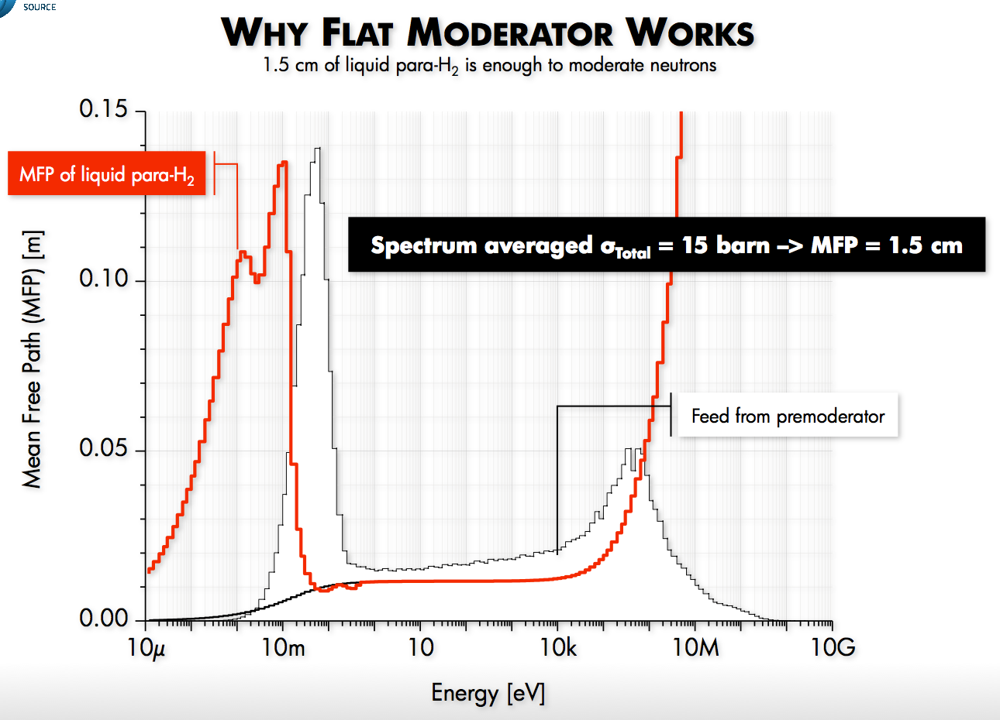 SOURCE
WHY FLAT MODERATOR WORKS
1.5 cm of liquid para-H₂ is enough to moderate neutrons
0.15
MFP of liquid para-H₂
Spectrum averaged σTotal = 15 barn –> MFP = 1.5 cm
0.10
Mean Free Path (MFP) [m]
Feed from premoderator
0.05
0.00
10μ 10m 10 10k 10M 10G
Energy [eV]